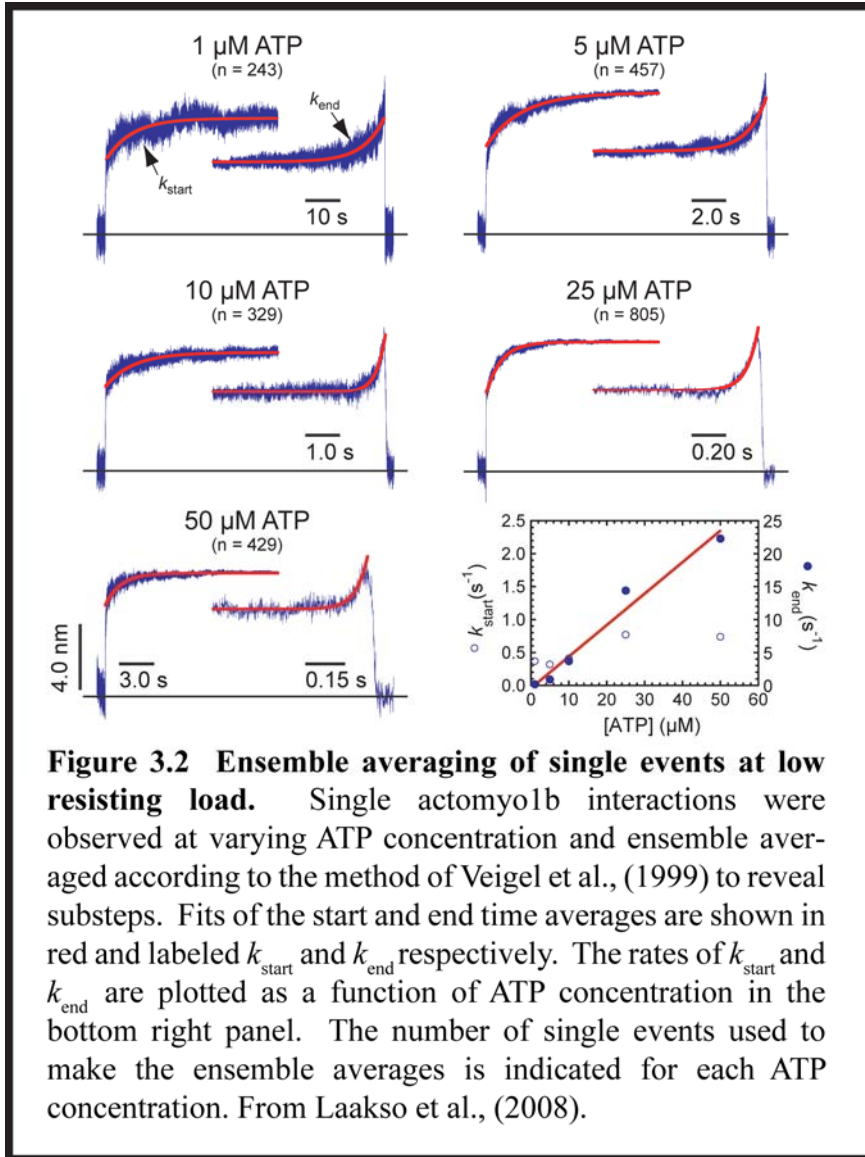 1 µM ATP
(n = 243)
k_end
k_start
10 s
5 µM ATP
(n = 457)
2.0 s
10 µM ATP
(n = 329)
1.0 s
25 µM ATP
(n = 805)
0.20 s
50 µM ATP
(n = 429)
4.0 nm
3.0 s
0.15 s
○ k_start(s⁻¹)
2.5
2.0
1.5
1.0
0.5
0.0
25
20
15
10
5
0
● k_end(s⁻¹)
0 10 20 30 40 50 60
[ATP] (µM)
Figure 3.2 Ensemble averaging of single events at low
resisting load. Single actomyo1b interactions were
observed at varying ATP concentration and ensemble aver-
aged according to the method of Veigel et al., (1999) to reveal
substeps. Fits of the start and end time averages are shown in
red and labeled k_start and k_end respectively. The rates of k_start and
k_end are plotted as a function of ATP concentration in the
bottom right panel. The number of single events used to
make the ensemble averages is indicated for each ATP
concentration. From Laakso et al., (2008).